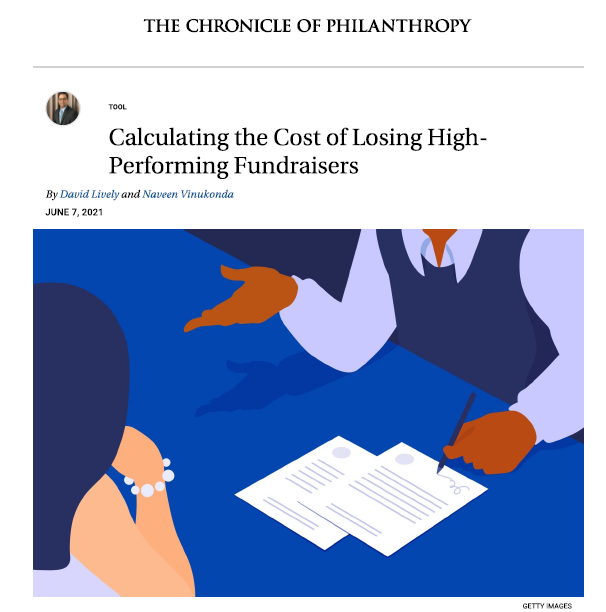 THE CHRONICLE OF PHILANTHROPY
TOOL
Calculating the Cost of Losing High-
Performing Fundraisers
By David Lively and Naveen Vinukonda
JUNE 7, 2021
GETTY IMAGES